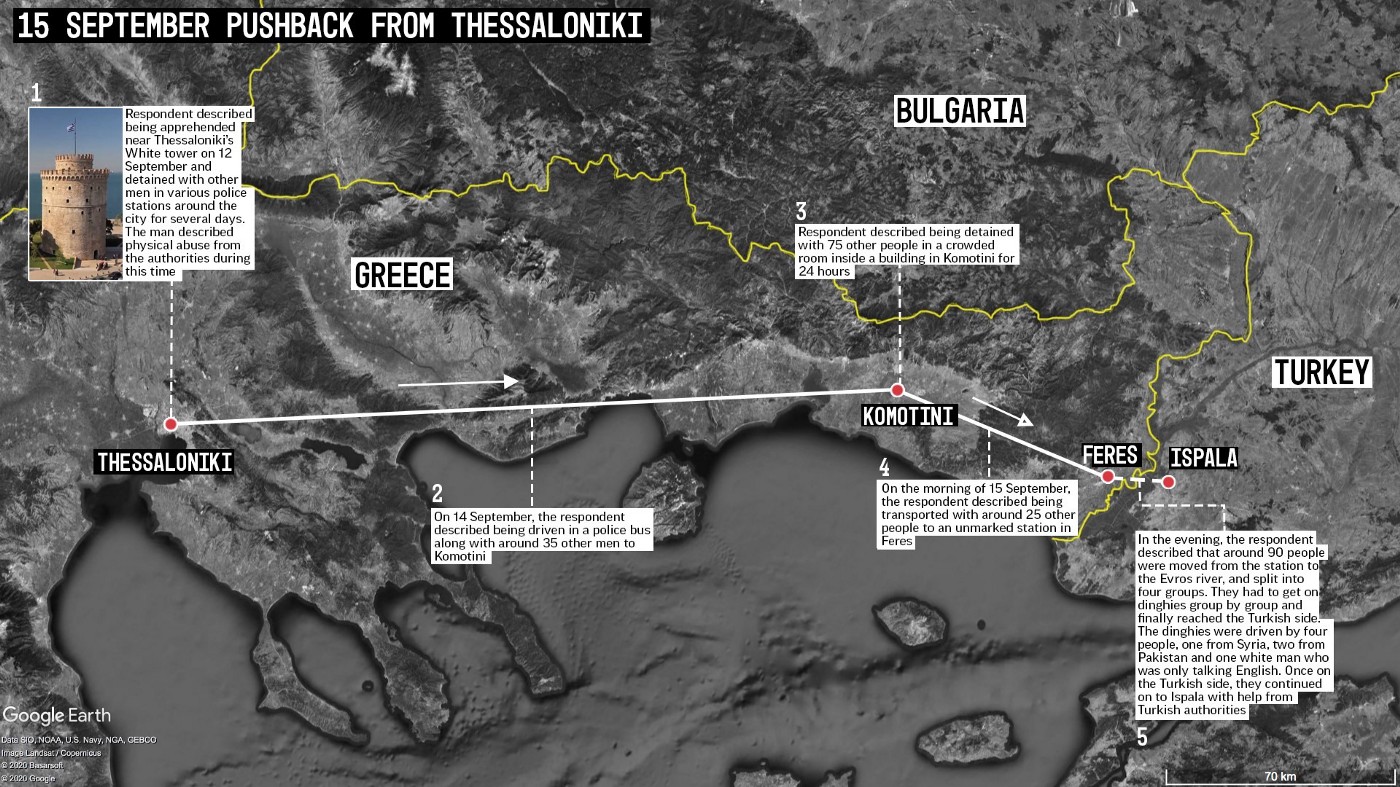 15 SEPTEMBER PUSHBACK FROM THESSALONIKI
1
Respondent described
being apprehended
near Thessaloniki's
White tower on 12
September and
detained with other
men in various police
stations around the
city for several days.
The man described
physical abuse from
the authorities during
this time
BULGARIA
GREECE
3
Respondent described being detained
with 75 other people in a crowded
room inside a building in Komotini for
24 hours
TURKEY
THESSALONIKI
KOMOTINI
FERES
ISPALA
2
On 14 September, the respondent
described being driven in a police bus
along with around 35 other men to
Komotini
4
On the morning of 15 September,
the respondent described being
transported with around 25 other
people to an unmarked station in
Feres
In the evening, the respondent
described that around 90 people
were moved from the station to
the Evros river, and split into
four groups. They had to get on
dinghies group by group and
finally reached the Turkish side.
The dinghies were driven by four
people, one from Syria, two from
Pakistan and one white man who
was only talking English. Once on
the Turkish side, they continued
on to Ispala with help from
Turkish authorities
5
Google Earth
Data SIO, NOAA, U.S. Navy, NGA, GEBCO
Image Landsat / Copernicus
© 2020 Basarsoft
© 2020 Google
70 km